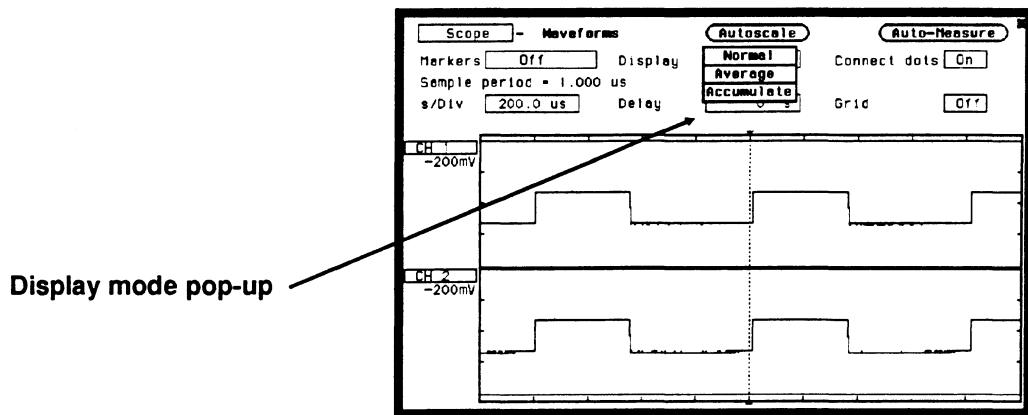 Scope - Waveforms Autoscale Auto-Measure
Markers Off Display Normal Connect dots On
Average
Sample period = 1.000 us
Accumulate
s/Div 200.0 us Delay 0 s Grid Off
CH 1
-200mV
Display mode pop-up
CH 2
-200mV